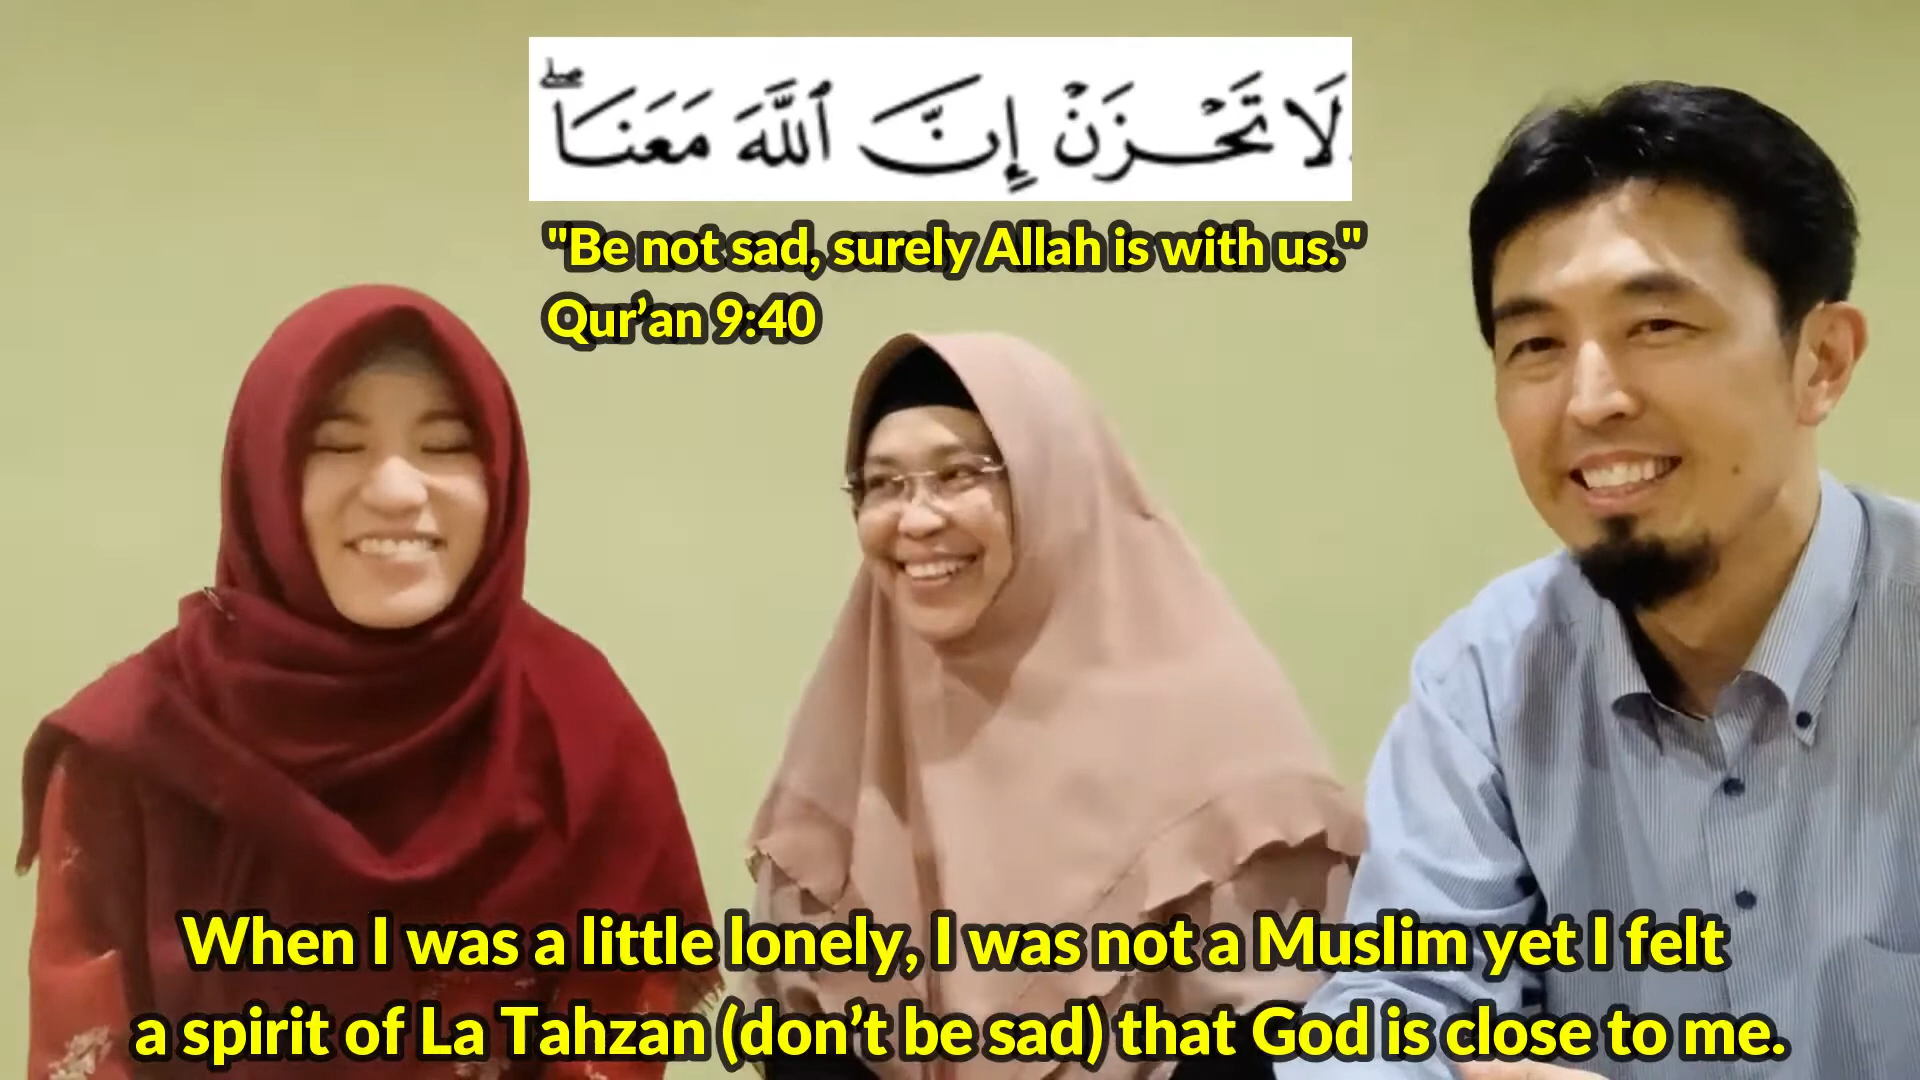 لَا تَحْزَنْ إِنَّ ٱللَّهَ مَعَنَا ۖ
"Be not sad, surely Allah is with us."
Qur’an 9:40
When I was a little lonely, I was not a Muslim yet I felt
a spirit of La Tahzan (don’t be sad) that God is close to me.